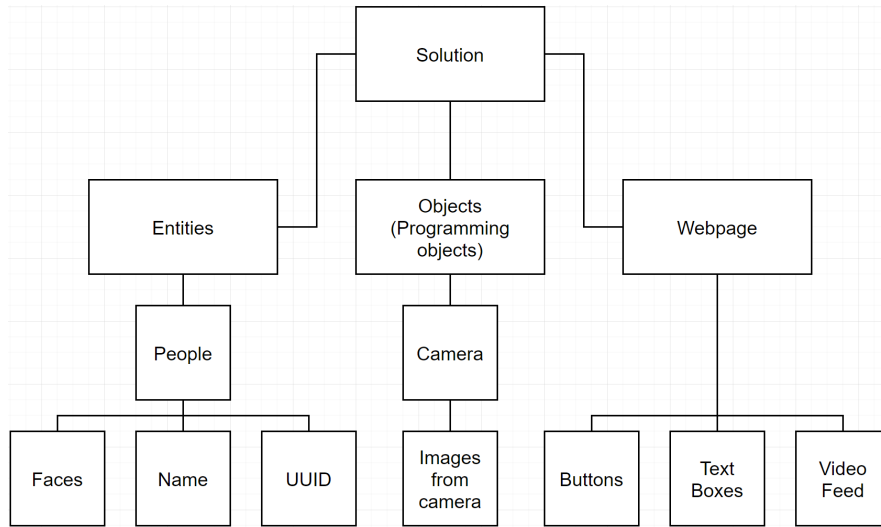 Solution
Entities
Objects
(Programming
objects)
Webpage
People
Camera
Faces
Name
UUID
Images
from
camera
Buttons
Text
Boxes
Video
Feed